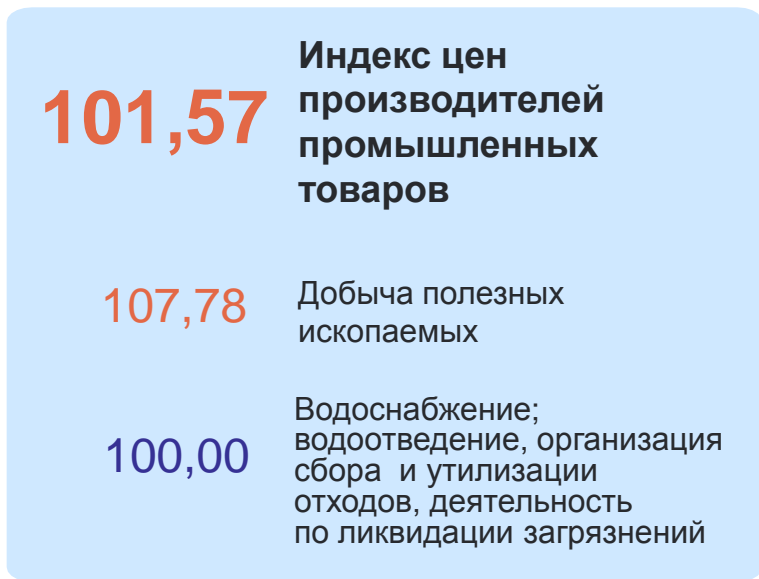 101,57
Индекс цен
производителей
промышленных
товаров
107,78
Добыча полезных
ископаемых
100,00
Водоснабжение;
водоотведение, организация
сбора и утилизации
отходов, деятельность
по ликвидации загрязнений